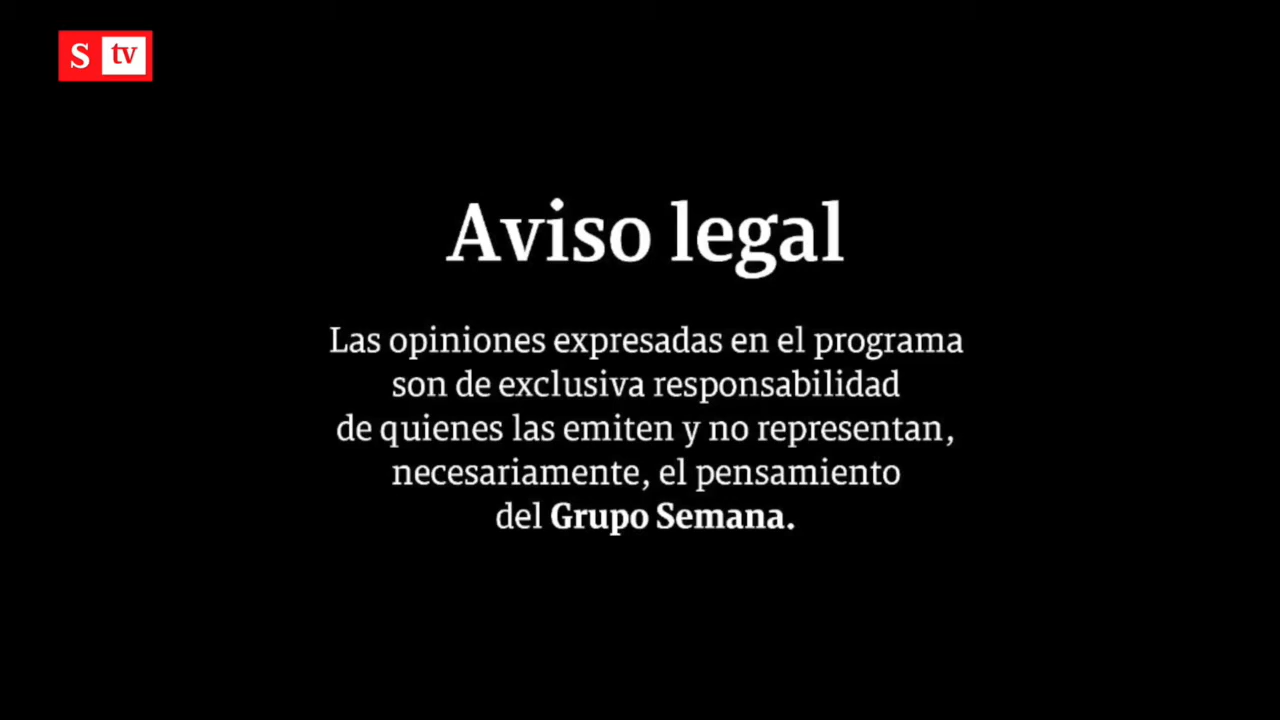 S tv
Aviso legal
Las opiniones expresadas en el programa
son de exclusiva responsabilidad
de quienes las emiten y no representan,
necesariamente, el pensamiento
del Grupo Semana.